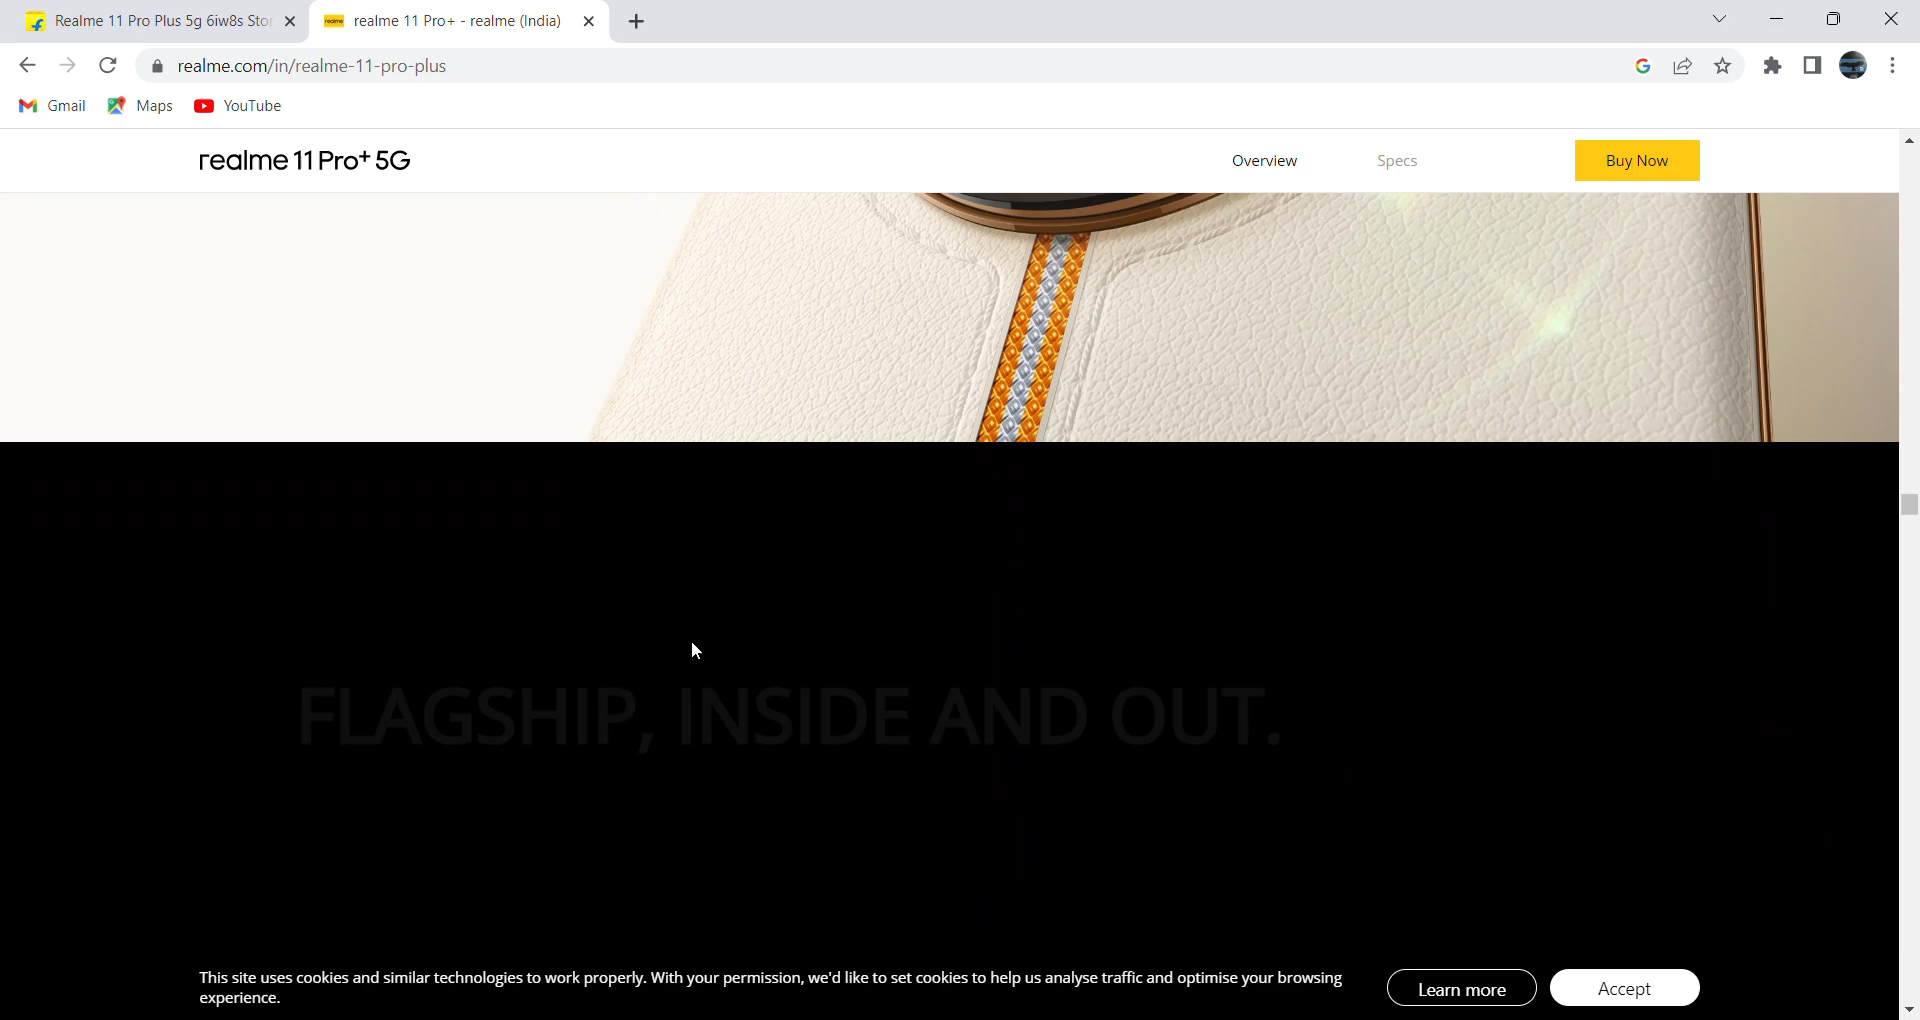 Realme 11 Pro Plus 5g 6iw8s Stor
realme 11 Pro+ - realme (India)
realme.com/in/realme-11-pro-plus
Gmail
Maps
YouTube
realme 11 Pro+ 5G
Overview
Specs
Buy Now
FLAGSHIP, INSIDE AND OUT.
This site uses cookies and similar technologies to work properly. With your permission, we'd like to set cookies to help us analyse traffic and optimise your browsing
experience.
Learn more
Accept